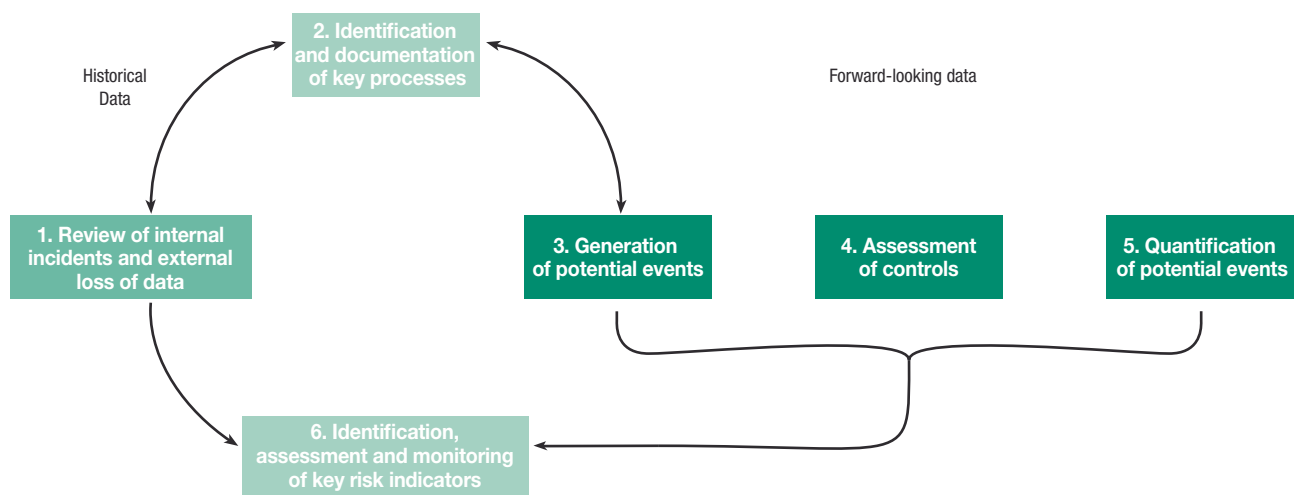 2. Identification
and documentation
of key processes
Historical
Data
Forward-looking data
1. Review of internal
incidents and external
loss of data
3. Generation
of potential events
4. Assessment
of controls
5. Quantification
of potential events
6. Identification,
assessment and monitoring
of key risk indicators